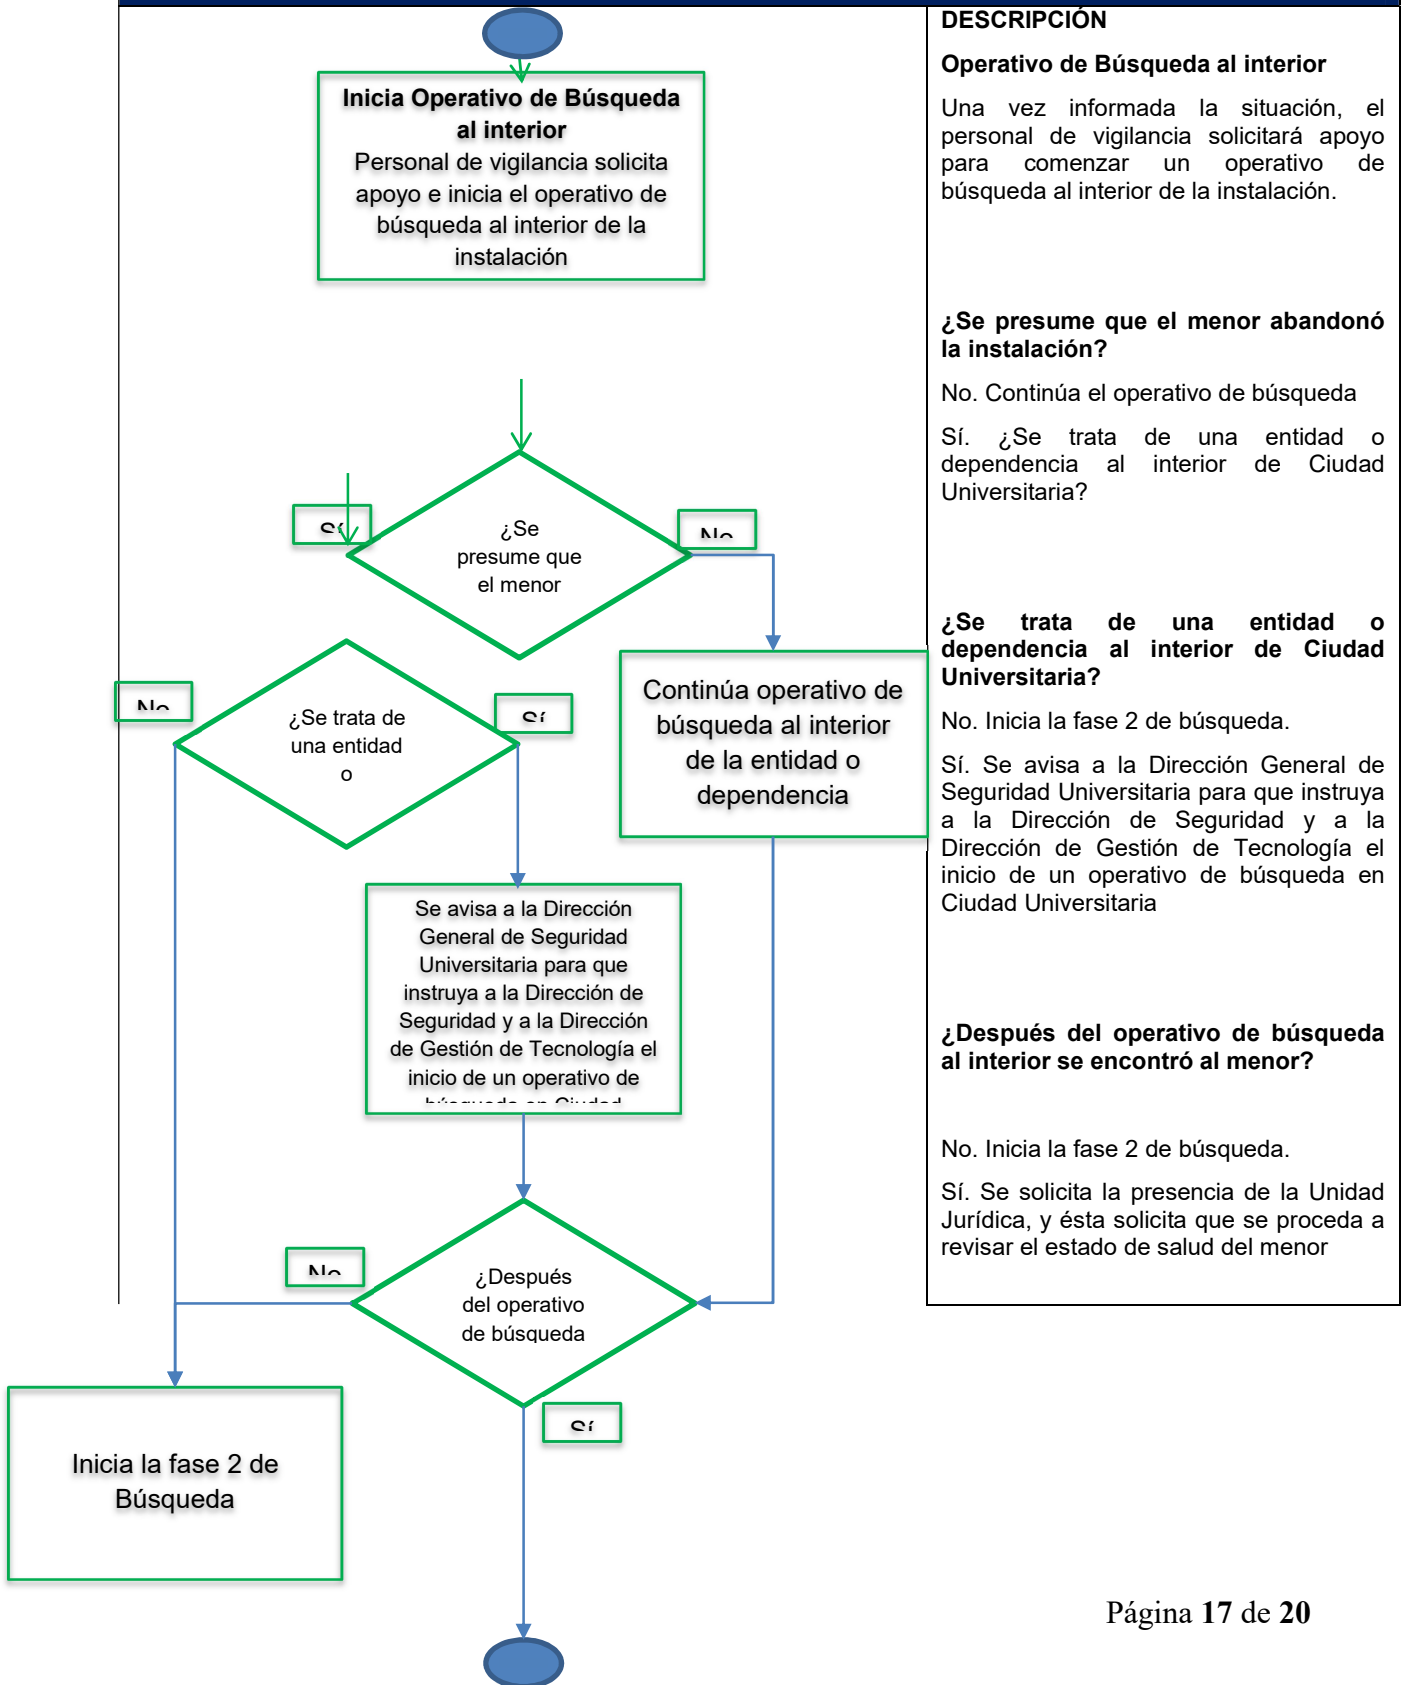 Inicia Operativo de Búsqueda
al interior
Personal de vigilancia solicita
apoyo e inicia el operativo de
búsqueda al interior de la
instalación
Sí
¿Se
presume que
el menor
No
No
¿Se trata de
una entidad
o
Sí
Continúa operativo de
búsqueda al interior
de la entidad o
dependencia
Se avisa a la Dirección
General de Seguridad
Universitaria para que
instruya a la Dirección de
Seguridad y a la Dirección
de Gestión de Tecnología el
inicio de un operativo de
búsqueda en Ciudad
No
¿Después
del operativo
de búsqueda
Sí
Inicia la fase 2 de
Búsqueda
DESCRIPCIÓN
Operativo de Búsqueda al interior
Una vez informada la situación, el
personal de vigilancia solicitará apoyo
para comenzar un operativo de
búsqueda al interior de la instalación.
¿Se presume que el menor abandonó
la instalación?
No. Continúa el operativo de búsqueda
Sí. ¿Se trata de una entidad o
dependencia al interior de Ciudad
Universitaria?
¿Se trata de una entidad o
dependencia al interior de Ciudad
Universitaria?
No. Inicia la fase 2 de búsqueda.
Sí. Se avisa a la Dirección General de
Seguridad Universitaria para que instruya
a la Dirección de Seguridad y a la
Dirección de Gestión de Tecnología el
inicio de un operativo de búsqueda en
Ciudad Universitaria
¿Después del operativo de búsqueda
al interior se encontró al menor?
No. Inicia la fase 2 de búsqueda.
Sí. Se solicita la presencia de la Unidad
Jurídica, y ésta solicita que se proceda a
revisar el estado de salud del menor
Página 17 de 20